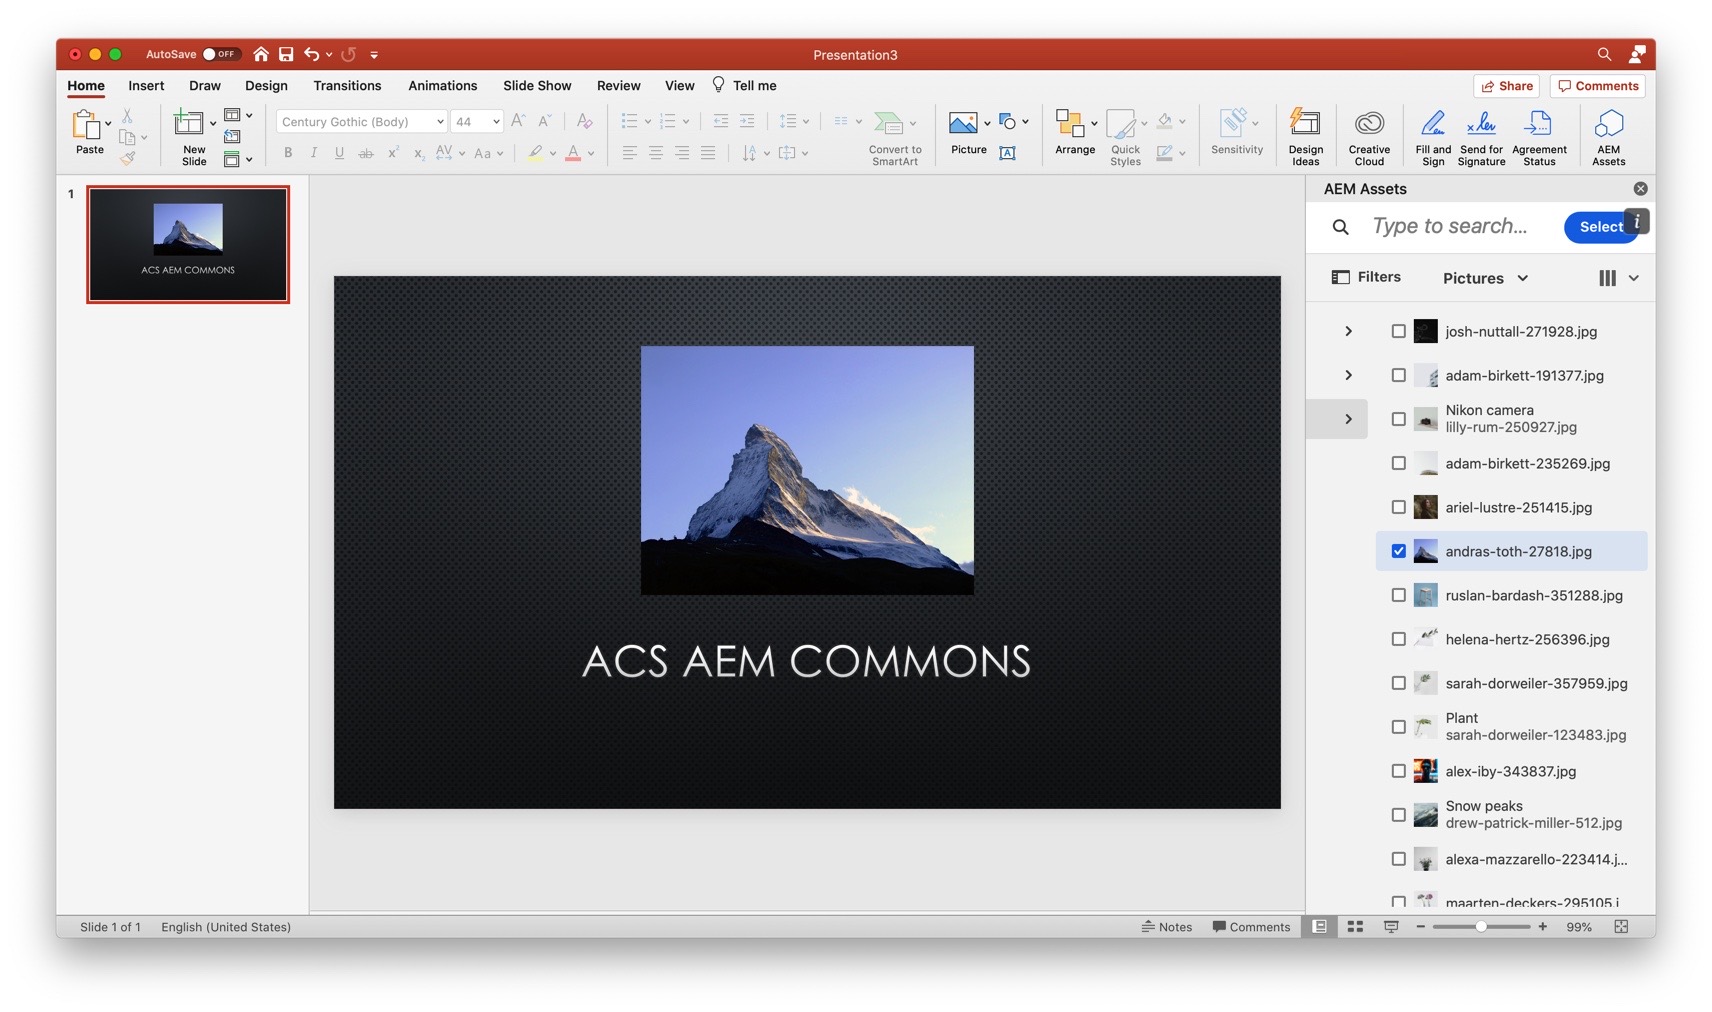 AutoSave OFF
Presentation3
Home Insert Draw Design Transitions Animations Slide Show Review View Tell me
Share Comments
Paste
New
Slide
Century Gothic (Body) 44
B I U ab x² x₂ AV Aa A
Convert to
SmartArt
Picture
Arrange
Quick
Styles
Sensitivity
Design
Ideas
Creative
Cloud
Fill and
Sign
Send for
Signature
Agreement
Status
AEM
Assets
1
ACS AEM COMMONS
ACS AEM COMMONS
AEM Assets
Type to search...
Select
i
Filters Pictures
josh-nuttall-271928.jpg
adam-birkett-191377.jpg
Nikon camera
lilly-rum-250927.jpg
adam-birkett-235269.jpg
ariel-lustre-251415.jpg
andras-toth-27818.jpg
ruslan-bardash-351288.jpg
helena-hertz-256396.jpg
sarah-dorweiler-357959.jpg
Plant
sarah-dorweiler-123483.jpg
alex-iby-343837.jpg
Snow peaks
drew-patrick-miller-512.jpg
alexa-mazzarello-223414.j...
maarten-deckers-295105.j
Slide 1 of 1 English (United States)
Notes Comments 99%